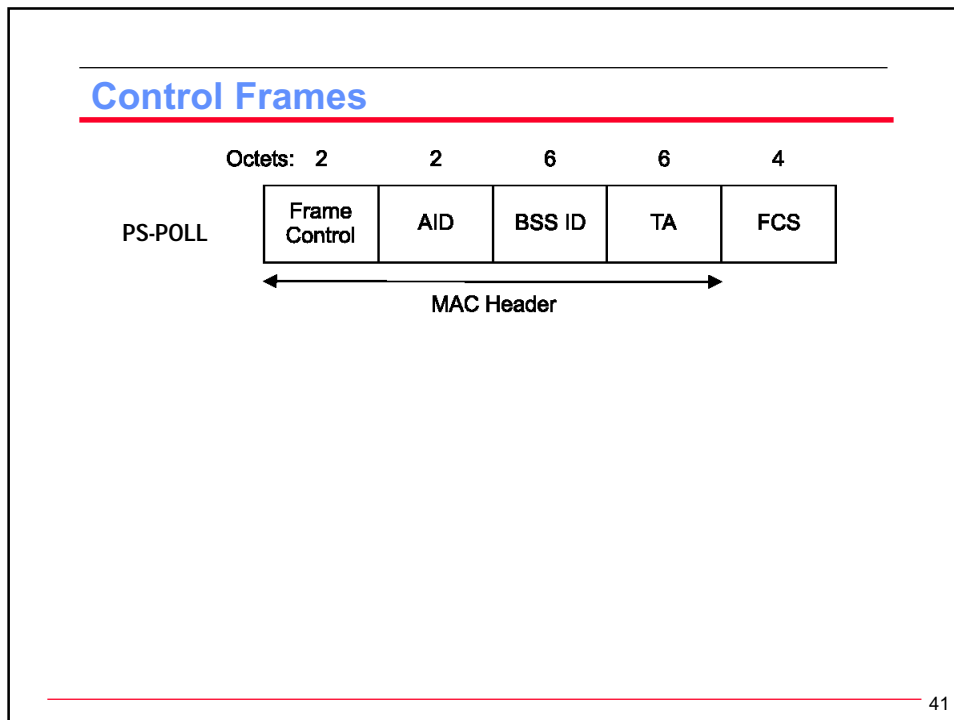 Control Frames
Octets: 2 2 6 6 4
PS-POLL
Frame
Control
AID
BSS ID
TA
FCS
MAC Header
41